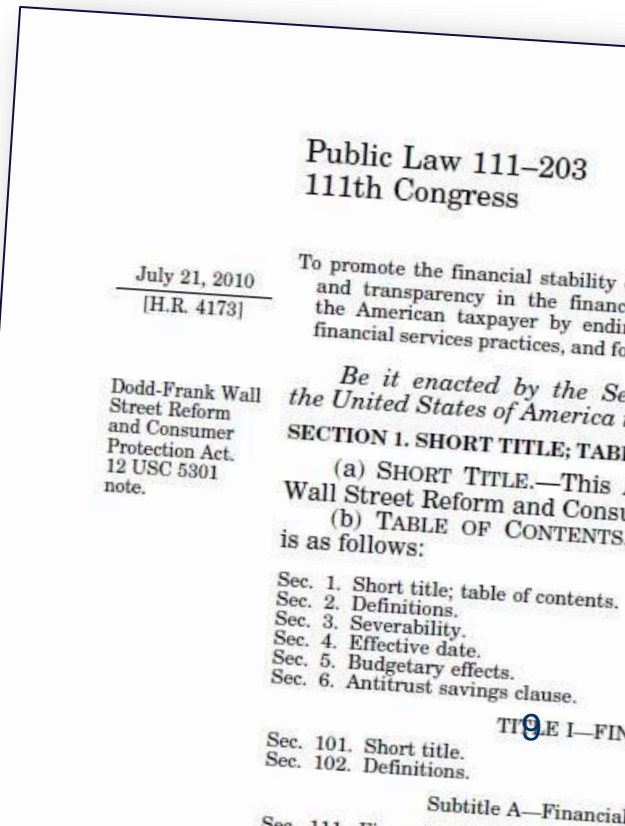 Public Law 111–203
111th Congress
July 21, 2010
[H.R. 4173]
To promote the financial stability
and transparency in the financ
the American taxpayer by endi
financial services practices, and fo
Be it enacted by the Se
the United States of America
Dodd-Frank Wall
Street Reform
and Consumer
Protection Act.
12 USC 5301
note.
SECTION 1. SHORT TITLE; TABL
(a) SHORT TITLE.—This
Wall Street Reform and Consu
(b) TABLE OF CONTENTS.
is as follows:
Sec. 1. Short title; table of contents.
Sec. 2. Definitions.
Sec. 3. Severability.
Sec. 4. Effective date.
Sec. 5. Budgetary effects.
Sec. 6. Antitrust savings clause.
TITLE I—FIN
9
Sec. 101. Short title.
Sec. 102. Definitions.
Subtitle A—Financial